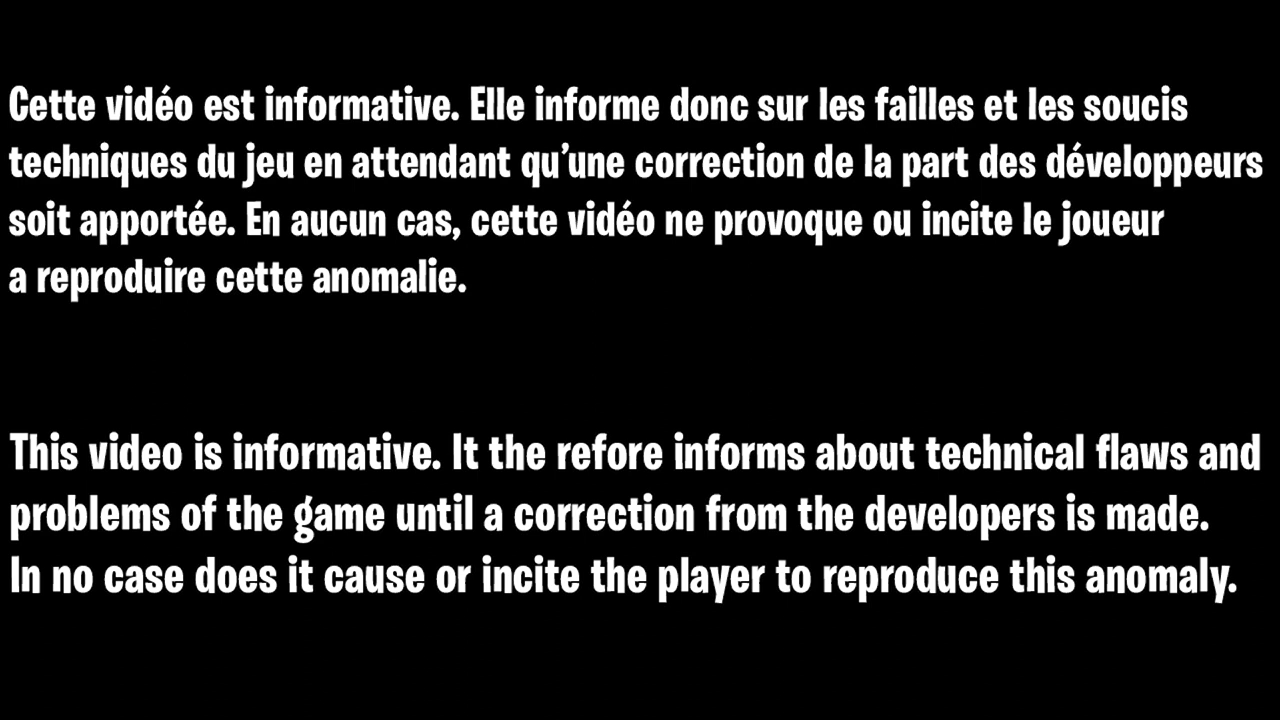 Cette vidéo est informative. Elle informe donc sur les failles et les soucis
techniques du jeu en attendant qu’une correction de la part des développeurs
soit apportée. En aucun cas, cette vidéo ne provoque ou incite le joueur
a reproduire cette anomalie.
This video is informative. It the refore informs about technical flaws and
problems of the game until a correction from the developers is made.
In no case does it cause or incite the player to reproduce this anomaly.